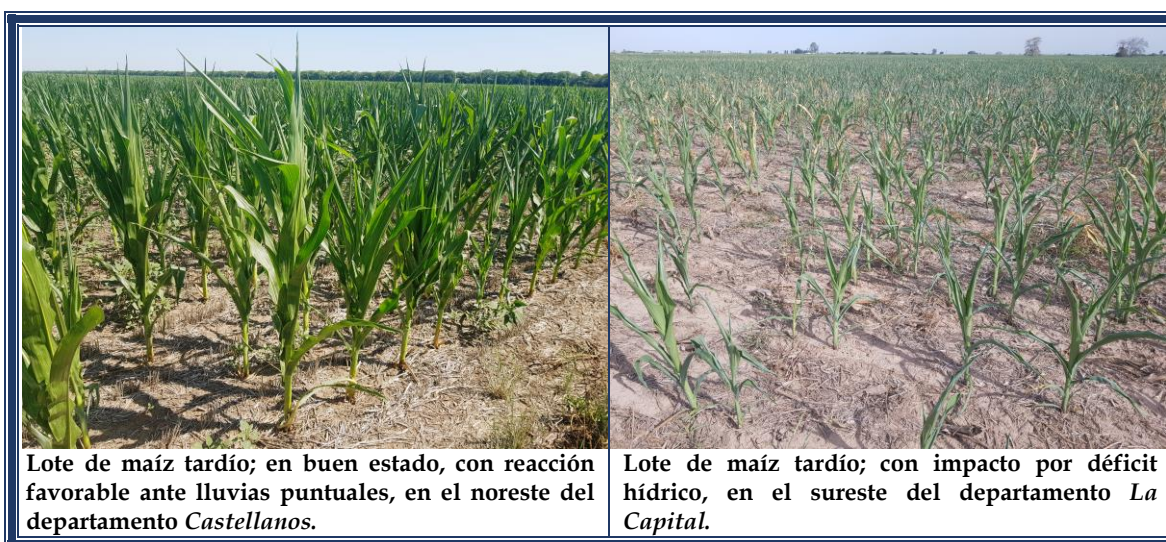 Lote de maíz tardío; en buen estado, con reacción
favorable ante lluvias puntuales, en el noreste del
departamento Castellanos.
Lote de maíz tardío; con impacto por déficit
hídrico, en el sureste del departamento La
Capital.